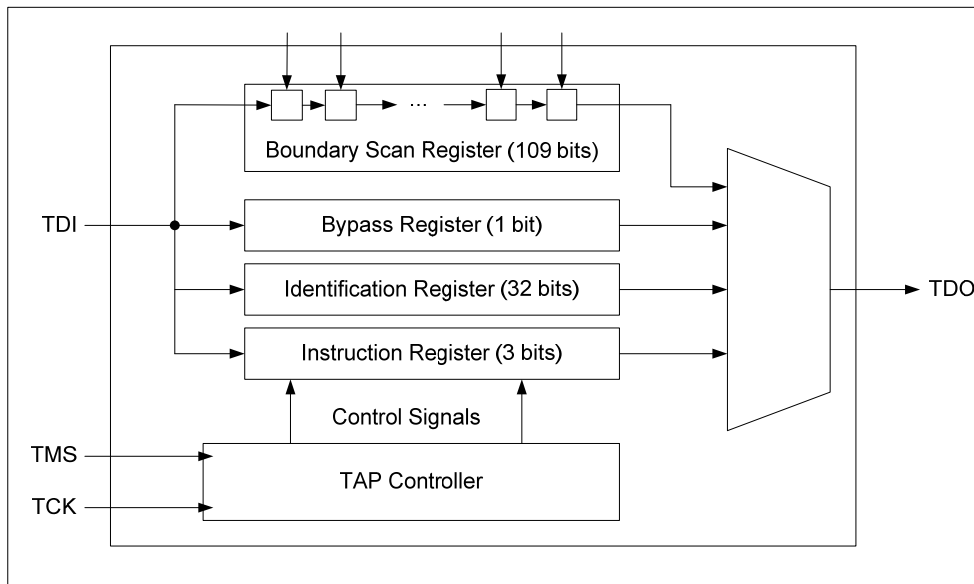 ...
Boundary Scan Register (109 bits)
TDI
Bypass Register (1 bit)
Identification Register (32 bits)
TDO
Instruction Register (3 bits)
Control Signals
TMS
TAP Controller
TCK